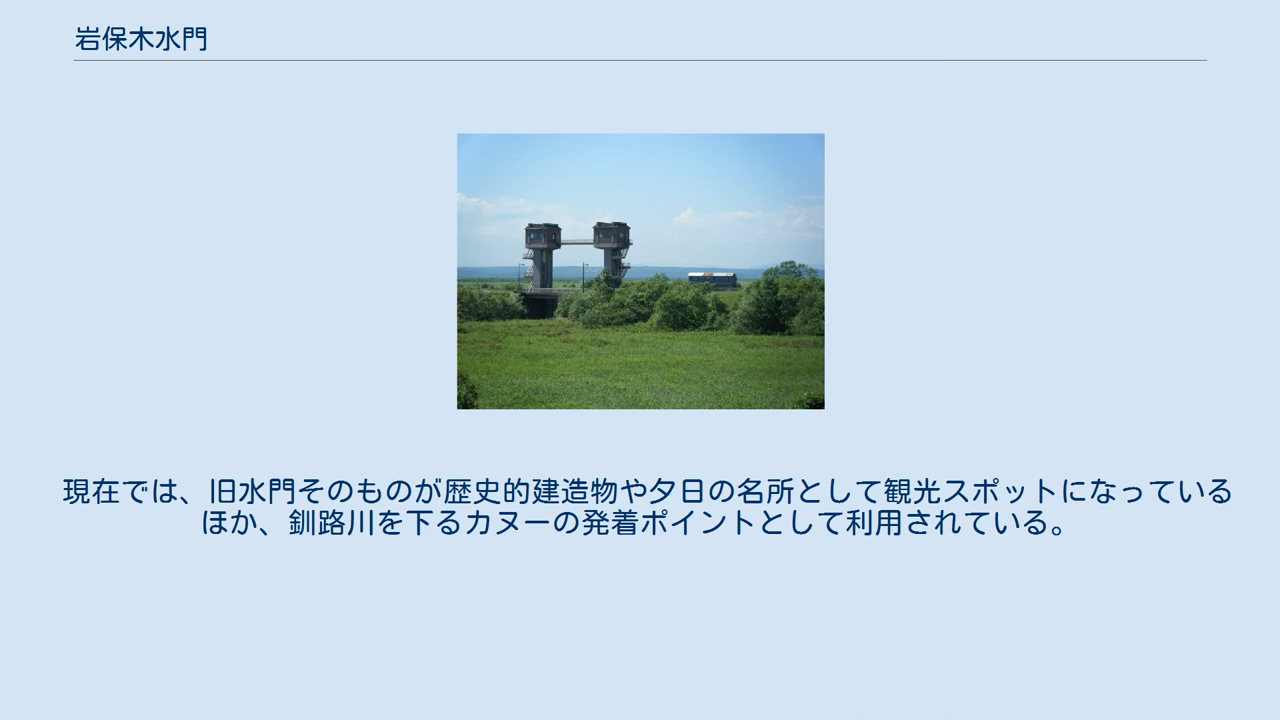 岩保木水門
現在では、旧水門そのものが歴史的建造物や夕日の名所として観光スポットになっている
ほか、釧路川を下るカヌーの発着ポイントとして利用されている。